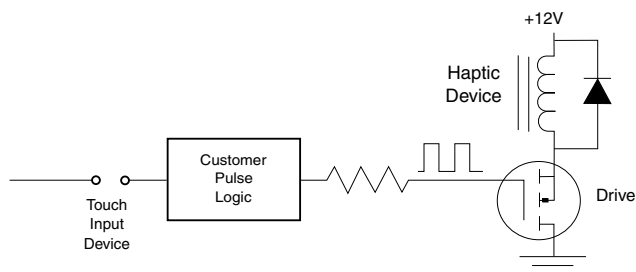 +12V
Haptic
Device
Customer
Pulse
Logic
Touch
Input
Device
Drive